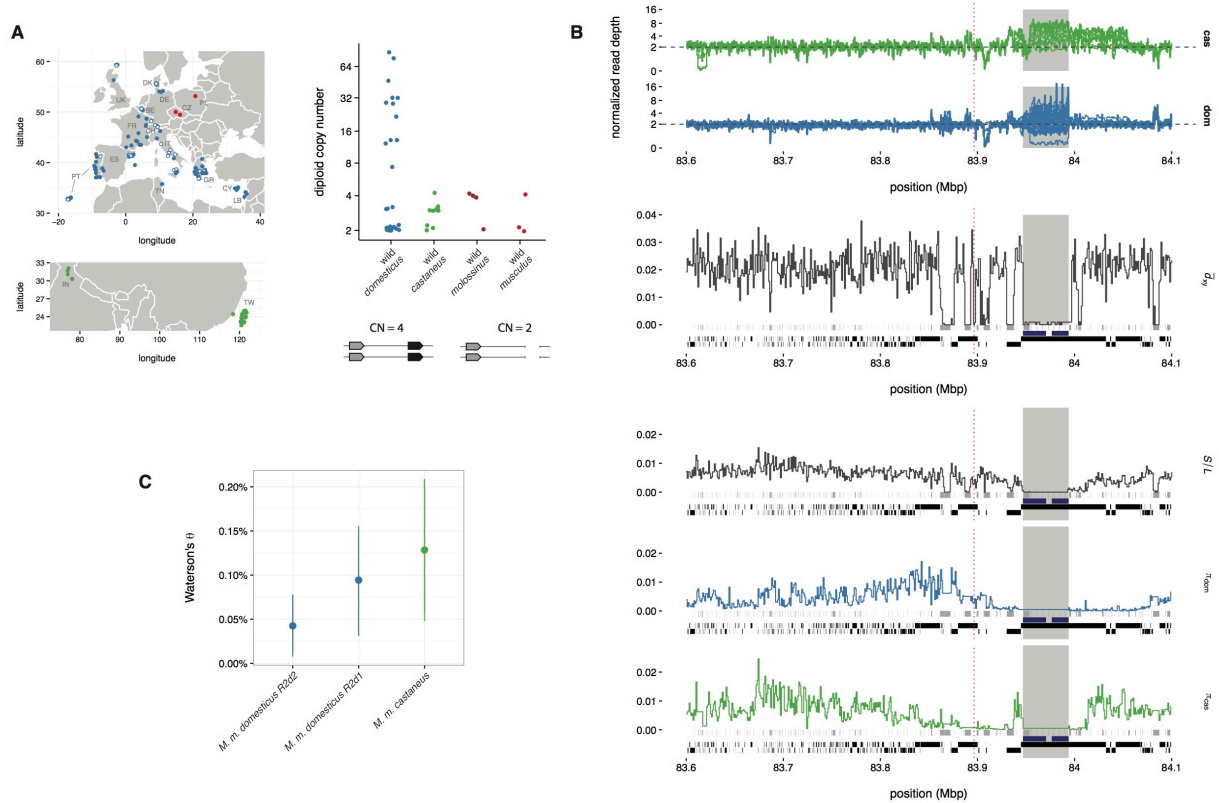 A
60
50
40
30
latitude
−20
0
20
40
longitude
DK
UK
DE
PL
BE
CZ
FR
CH
IT
ES
PT
GR
CY
LB
TN
33
30
27
24
latitude
80
90
100
110
120
longitude
IN
TW
diploid copy number
64
32
16
8
4
2
wild
domesticus
wild
castaneus
wild
molossinus
wild
musculus
CN = 4
CN = 2
B
normalized read depth
16
8
4
2
0
cas
16
8
4
2
0
dom
83.6
83.7
83.8
83.9
84
84.1
position (Mbp)
0.04
0.03
0.02
0.01
0.00
dxy
83.6
83.7
83.8
83.9
84
84.1
position (Mbp)
0.02
0.01
0.00
S / L
0.02
0.01
0.00
πdom
0.02
0.01
0.00
πcas
83.6
83.7
83.8
83.9
84
84.1
position (Mbp)
C
Waterson's θ
0.20%
0.15%
0.10%
0.05%
0.00%
M. m. domesticus R2d2
M. m. domesticus R2d1
M. m. castaneus